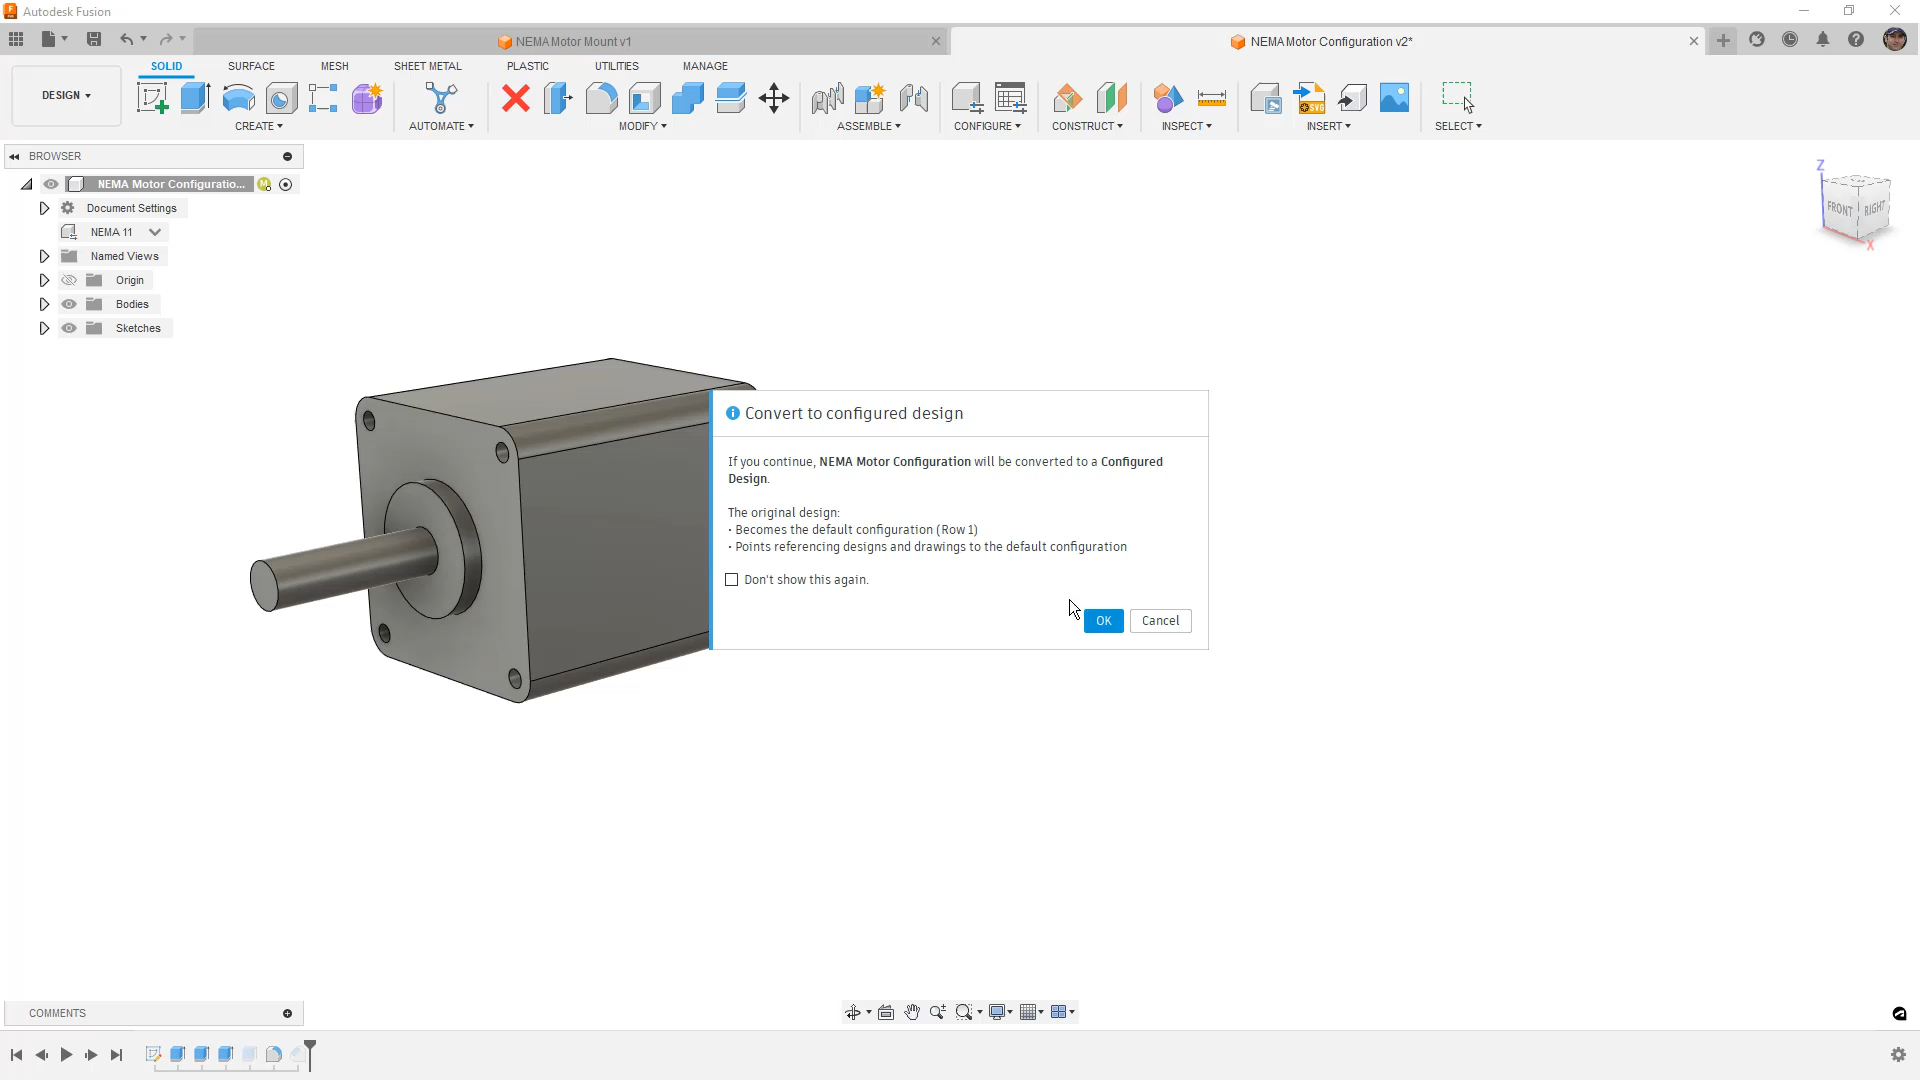 Autodesk Fusion
NEMA Motor Mount v1
NEMA Motor Configuration v2*
DESIGN
SOLID
SURFACE
MESH
SHEET METAL
PLASTIC
UTILITIES
MANAGE
CREATE
AUTOMATE
MODIFY
ASSEMBLE
CONFIGURE
CONSTRUCT
INSPECT
INSERT
SELECT
SVG
BROWSER
NEMA Motor Configuratio...
M
Document Settings
NEMA 11
Named Views
Origin
Bodies
Sketches
Z
FRONT
RIGHT
X
Convert to configured design
If you continue, NEMA Motor Configuration will be converted to a Configured
Design.
The original design:
• Becomes the default configuration (Row 1)
• Points referencing designs and drawings to the default configuration
Don't show this again.
OK
Cancel
COMMENTS